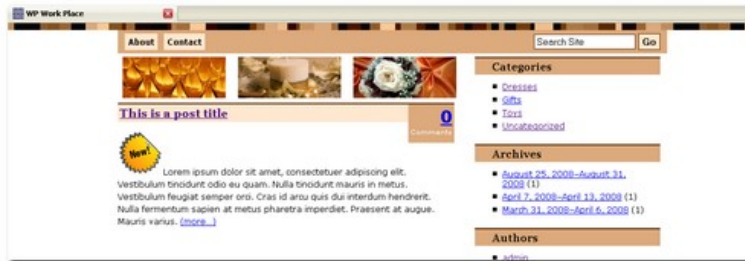 WP Work Place
About Contact
Search Site Go
This is a post title
0
Comments
New!
Lorem ipsum dolor sit amet, consectetuer adipiscing elit.
Vestibulum tincidunt odio eu quam. Nulla tincidunt mauris in metus.
Vestibulum feugiat semper orci. Cras id arcu quis dui interdum hendrerit.
Nulla fermentum sapien at metus pharetra imperdiet. Praesent at augue.
Mauris varius. (more...)
Categories
Dresses
Gifts
Toys
Uncategorized
Archives
August 25, 2008–August 31,
2008 (1)
April 7, 2008–April 13, 2008 (1)
March 31, 2008–April 6, 2008 (1)
Authors
admin